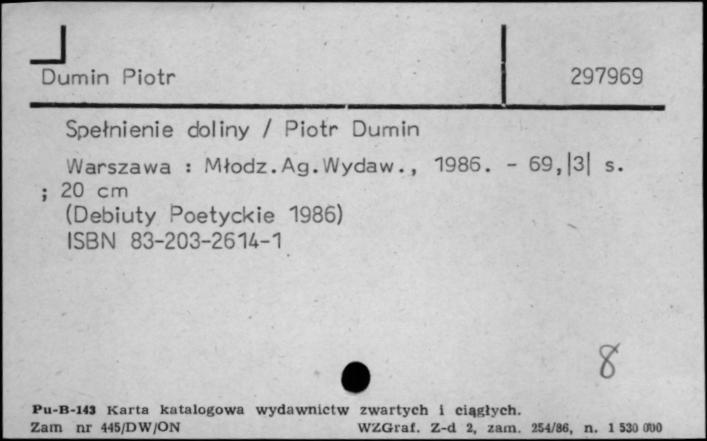 Dumin Piotr 297969
Spełnienie doliny / Piotr Dumin
Warszawa : Młodz.Ag.Wydaw., 1986. - 69,|3| s.
; 20 cm
(Debiuty Poetyckie 1986)
ISBN 83-203-2614-1
8
Pu-B-143 Karta katalogowa wydawnictw zwartych i ciągłych.
Zam nr 445/DW/ON WZGraf. Z-d 2, zam. 254/86, n. 1 530 000